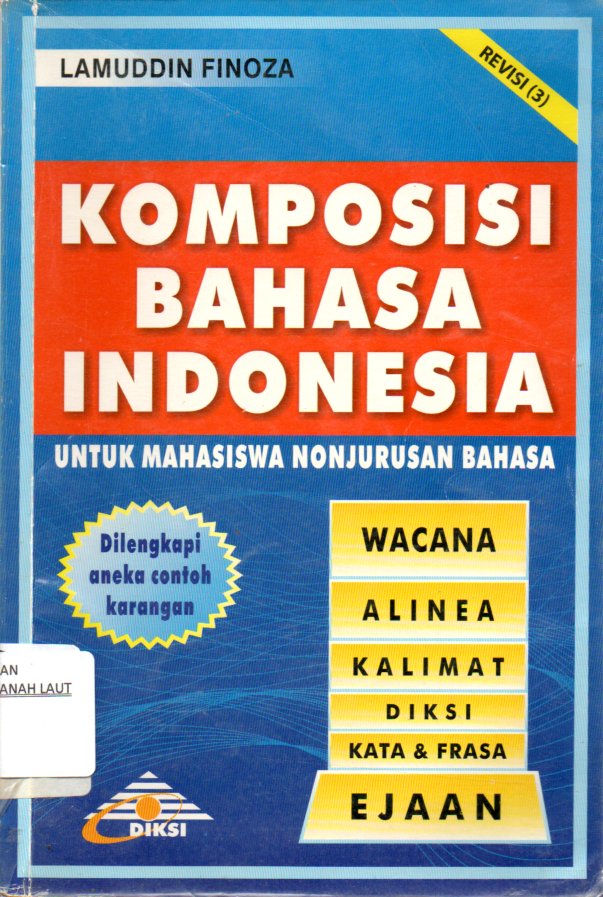 LAMUDDIN FINOZA
REVISI (3)
KOMPOSISI
BAHASA
INDONESIA
UNTUK MAHASISWA NONJURUSAN BAHASA
Dilengkapi
aneka contoh
karangan
WACANA
ALINEA
KALIMAT
DIKSI
KATA & FRASA
EJAAN
AN
ANAH LAUT
DIKSI